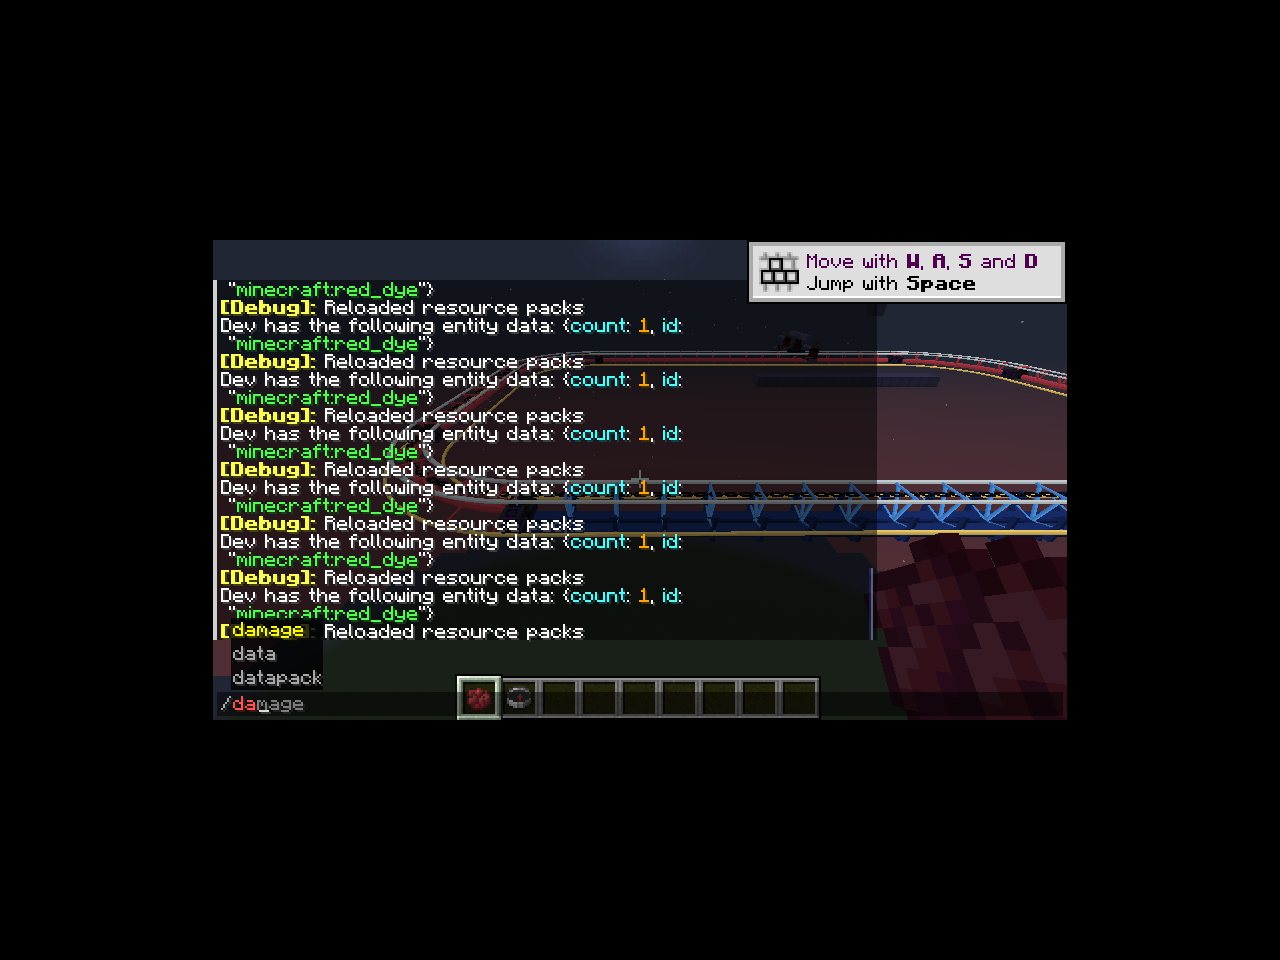 Move with W, A, S and D
Jump with Space
"minecraft:red_dye"}
[Debug]: Reloaded resource packs
Dev has the following entity data: {count: 1, id:
"minecraft:red_dye"}
[Debug]: Reloaded resource packs
Dev has the following entity data: {count: 1, id:
"minecraft:red_dye"}
[Debug]: Reloaded resource packs
Dev has the following entity data: {count: 1, id:
"minecraft:red_dye"}
[Debug]: Reloaded resource packs
Dev has the following entity data: {count: 1, id:
"minecraft:red_dye"}
[Debug]: Reloaded resource packs
Dev has the following entity data: {count: 1, id:
"minecraft:red_dye"}
[Debug]: Reloaded resource packs
Dev has the following entity data: {count: 1, id:
"minecraft:red_dye"}
[ Reloaded resource packs
damage
data
datapack
/damage